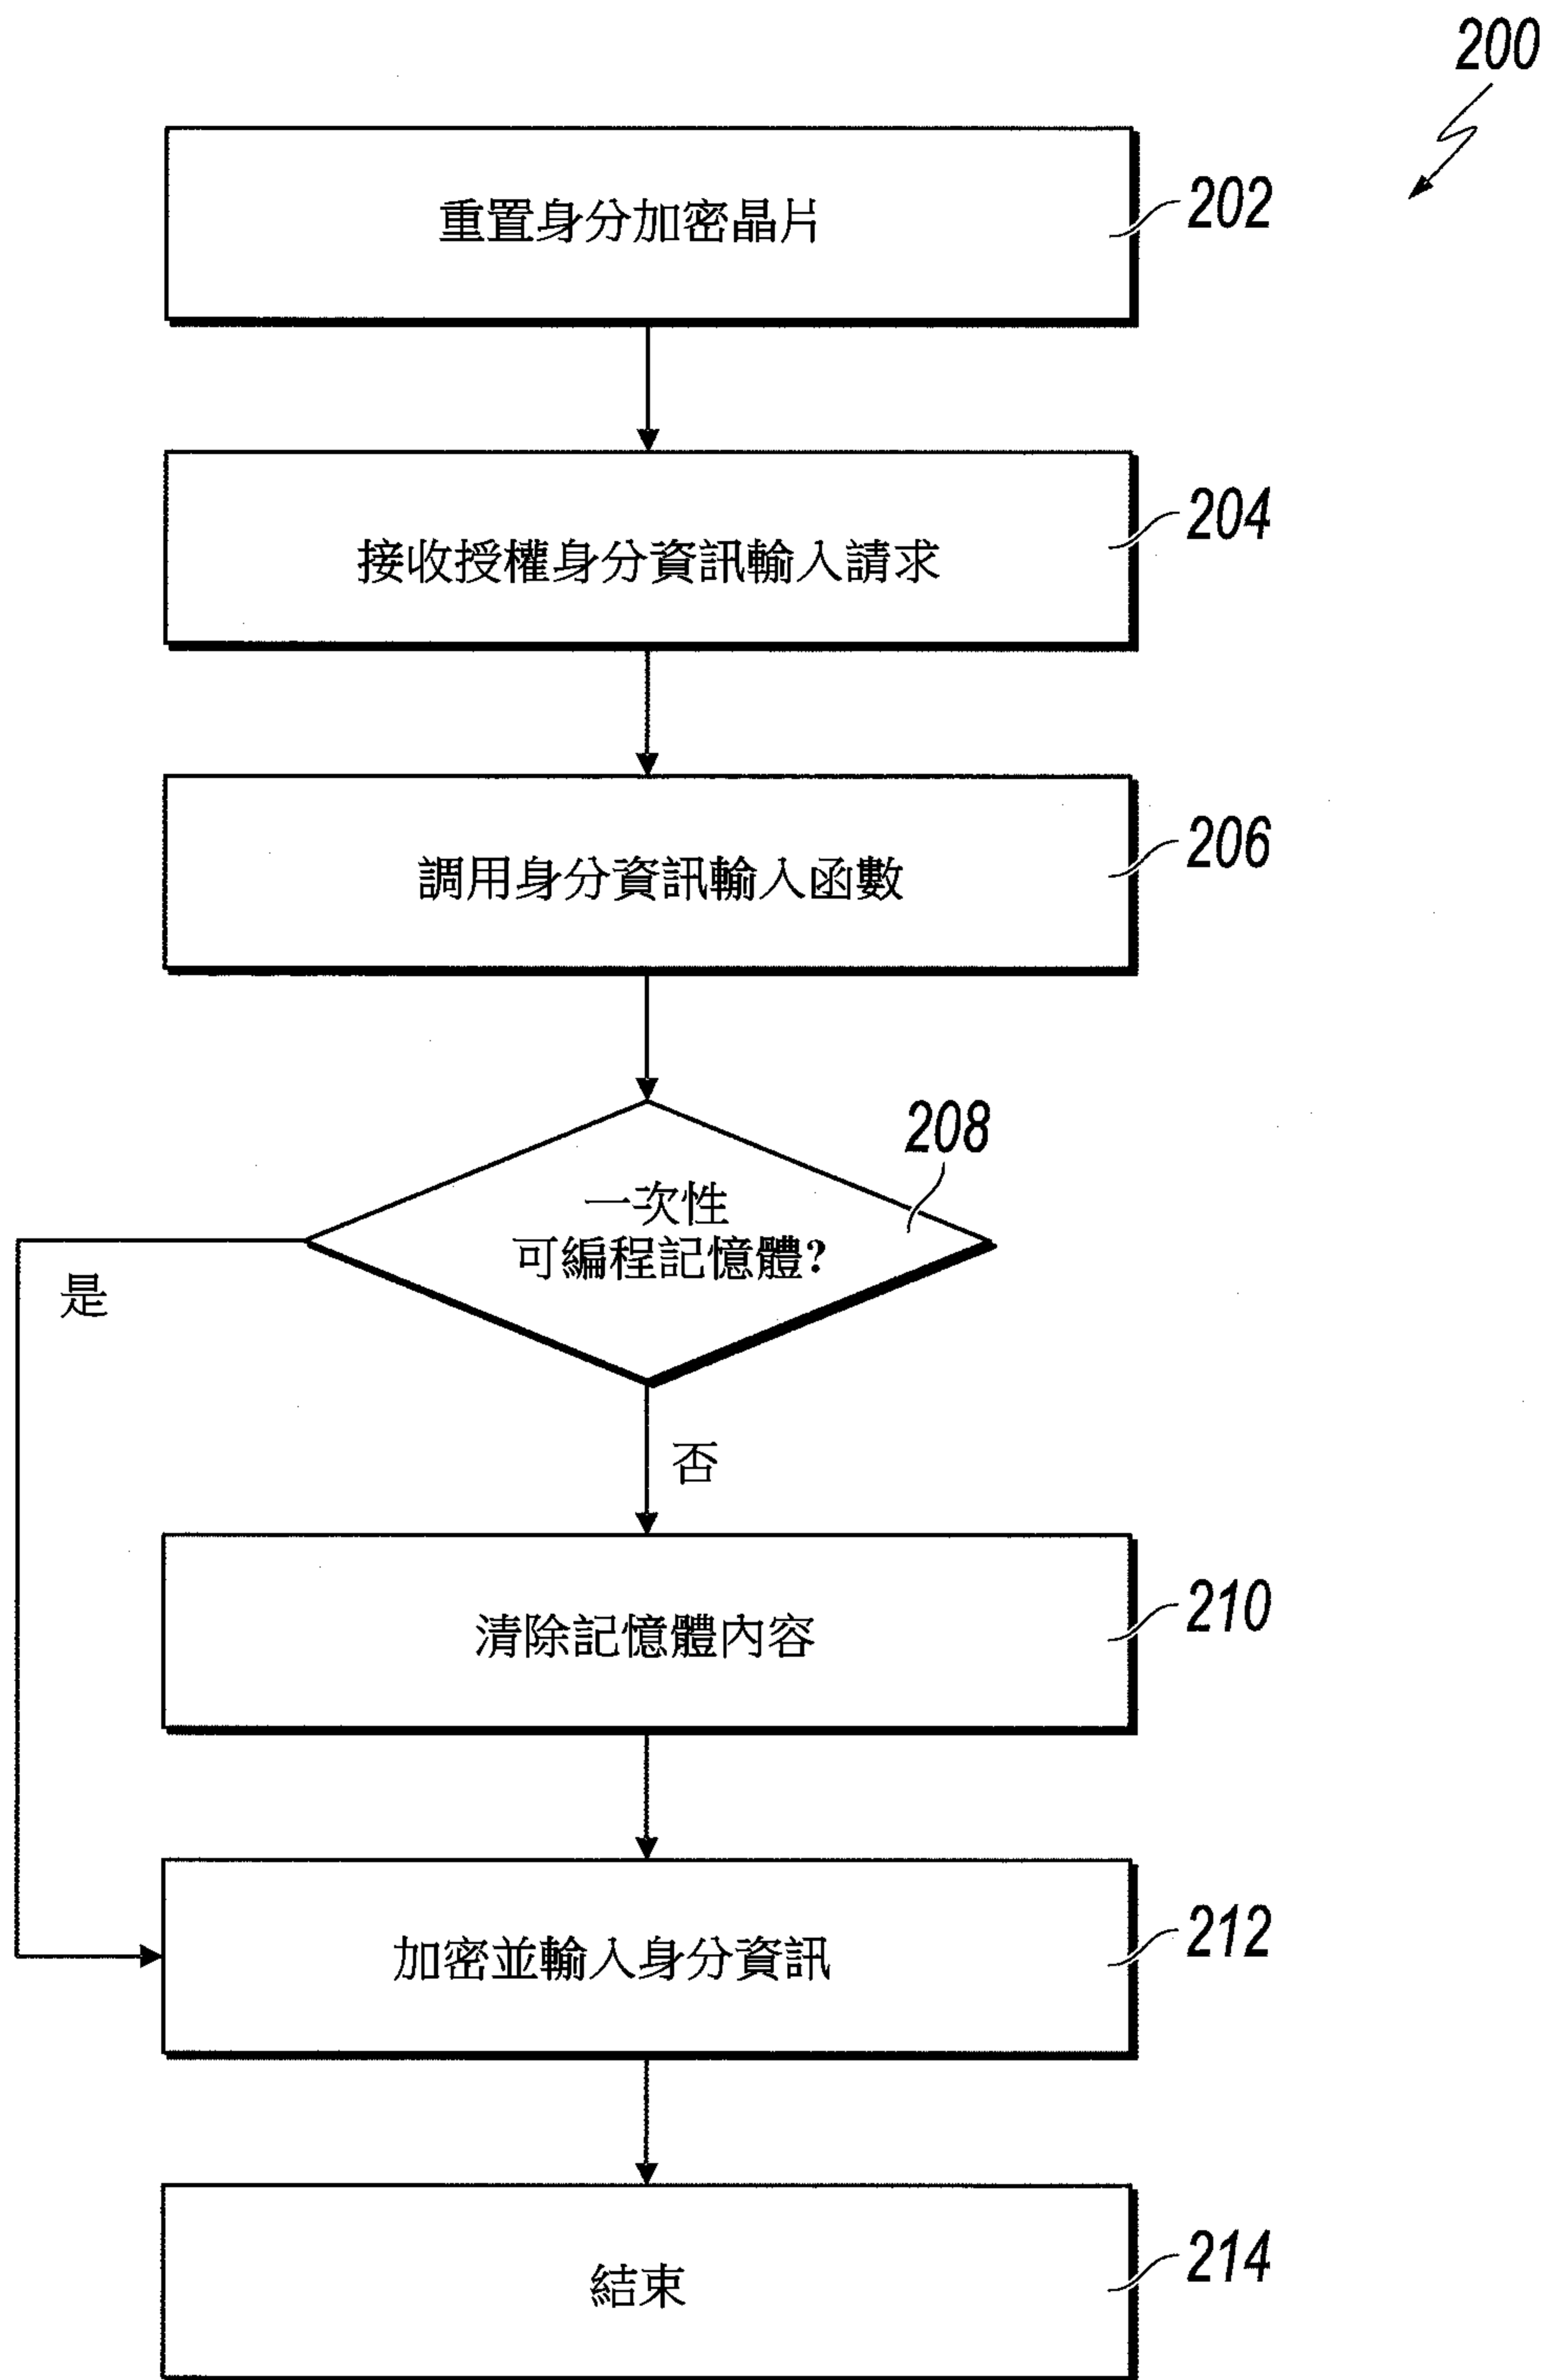 200
重置身分加密晶片
202
接收授權身分資訊輸入請求
204
調用身分資訊輸入函數
206
208
一次性
可編程記憶體?
是
否
清除記憶體內容
210
加密並輸入身分資訊
212
結束
214